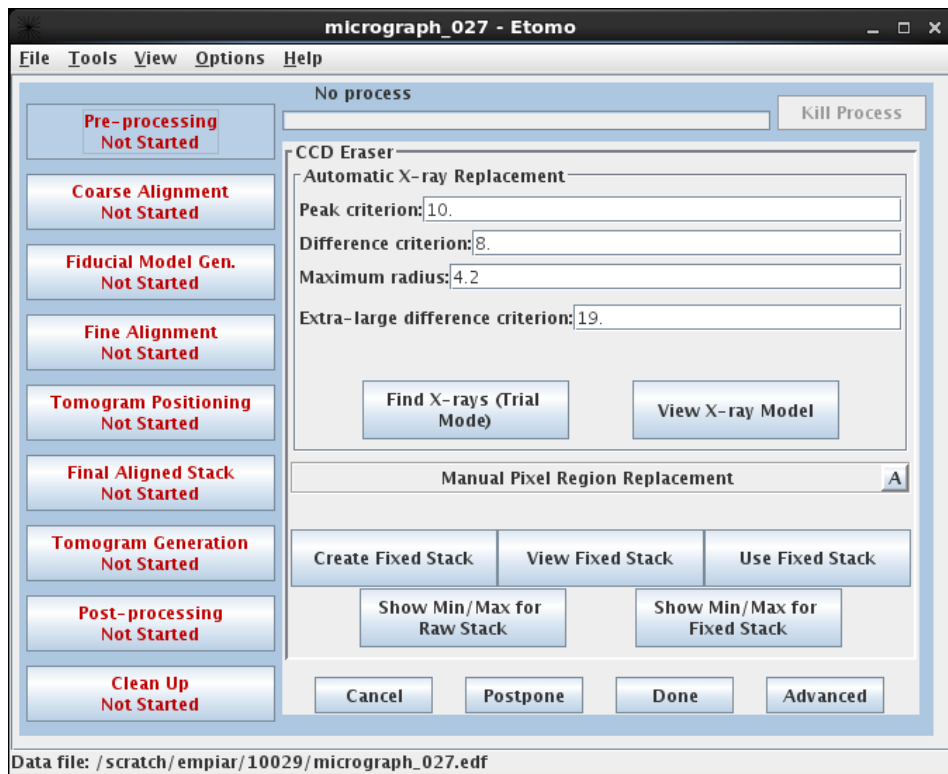 micrograph_027 - Etomo
File Tools View Options Help
No process
Kill Process
Pre-processing
Not Started
Coarse Alignment
Not Started
Fiducial Model Gen.
Not Started
Fine Alignment
Not Started
Tomogram Positioning
Not Started
Final Aligned Stack
Not Started
Tomogram Generation
Not Started
Post-processing
Not Started
Clean Up
Not Started
CCD Eraser
Automatic X-ray Replacement
Peak criterion: 10.
Difference criterion: 8.
Maximum radius: 4.2
Extra-large difference criterion: 19.
Find X-rays (Trial
Mode)
View X-ray Model
Manual Pixel Region Replacement A
Create Fixed Stack
View Fixed Stack
Use Fixed Stack
Show Min/Max for
Raw Stack
Show Min/Max for
Fixed Stack
Cancel
Postpone
Done
Advanced
Data file: /scratch/empiar/10029/micrograph_027.edf